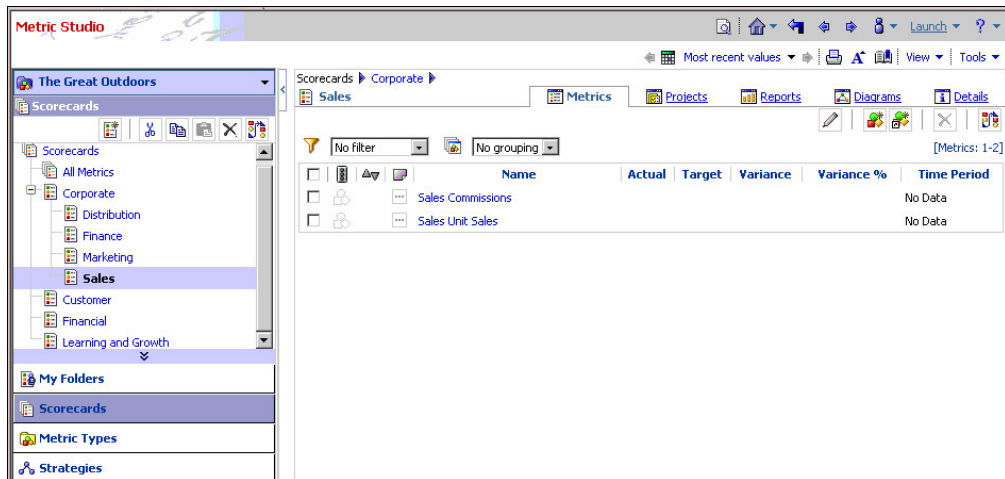 Metric Studio
Launch ?
Most recent values A View Tools
The Great Outdoors
Scorecards
Scorecards
All Metrics
Corporate
Distribution
Finance
Marketing
Sales
Customer
Financial
Learning and Growth
My Folders
Scorecards
Metric Types
Strategies
Scorecards Corporate
Sales
Metrics Projects Reports Diagrams Details
No filter No grouping [Metrics: 1-2]
Name Actual Target Variance Variance % Time Period
Sales Commissions No Data
Sales Unit Sales No Data